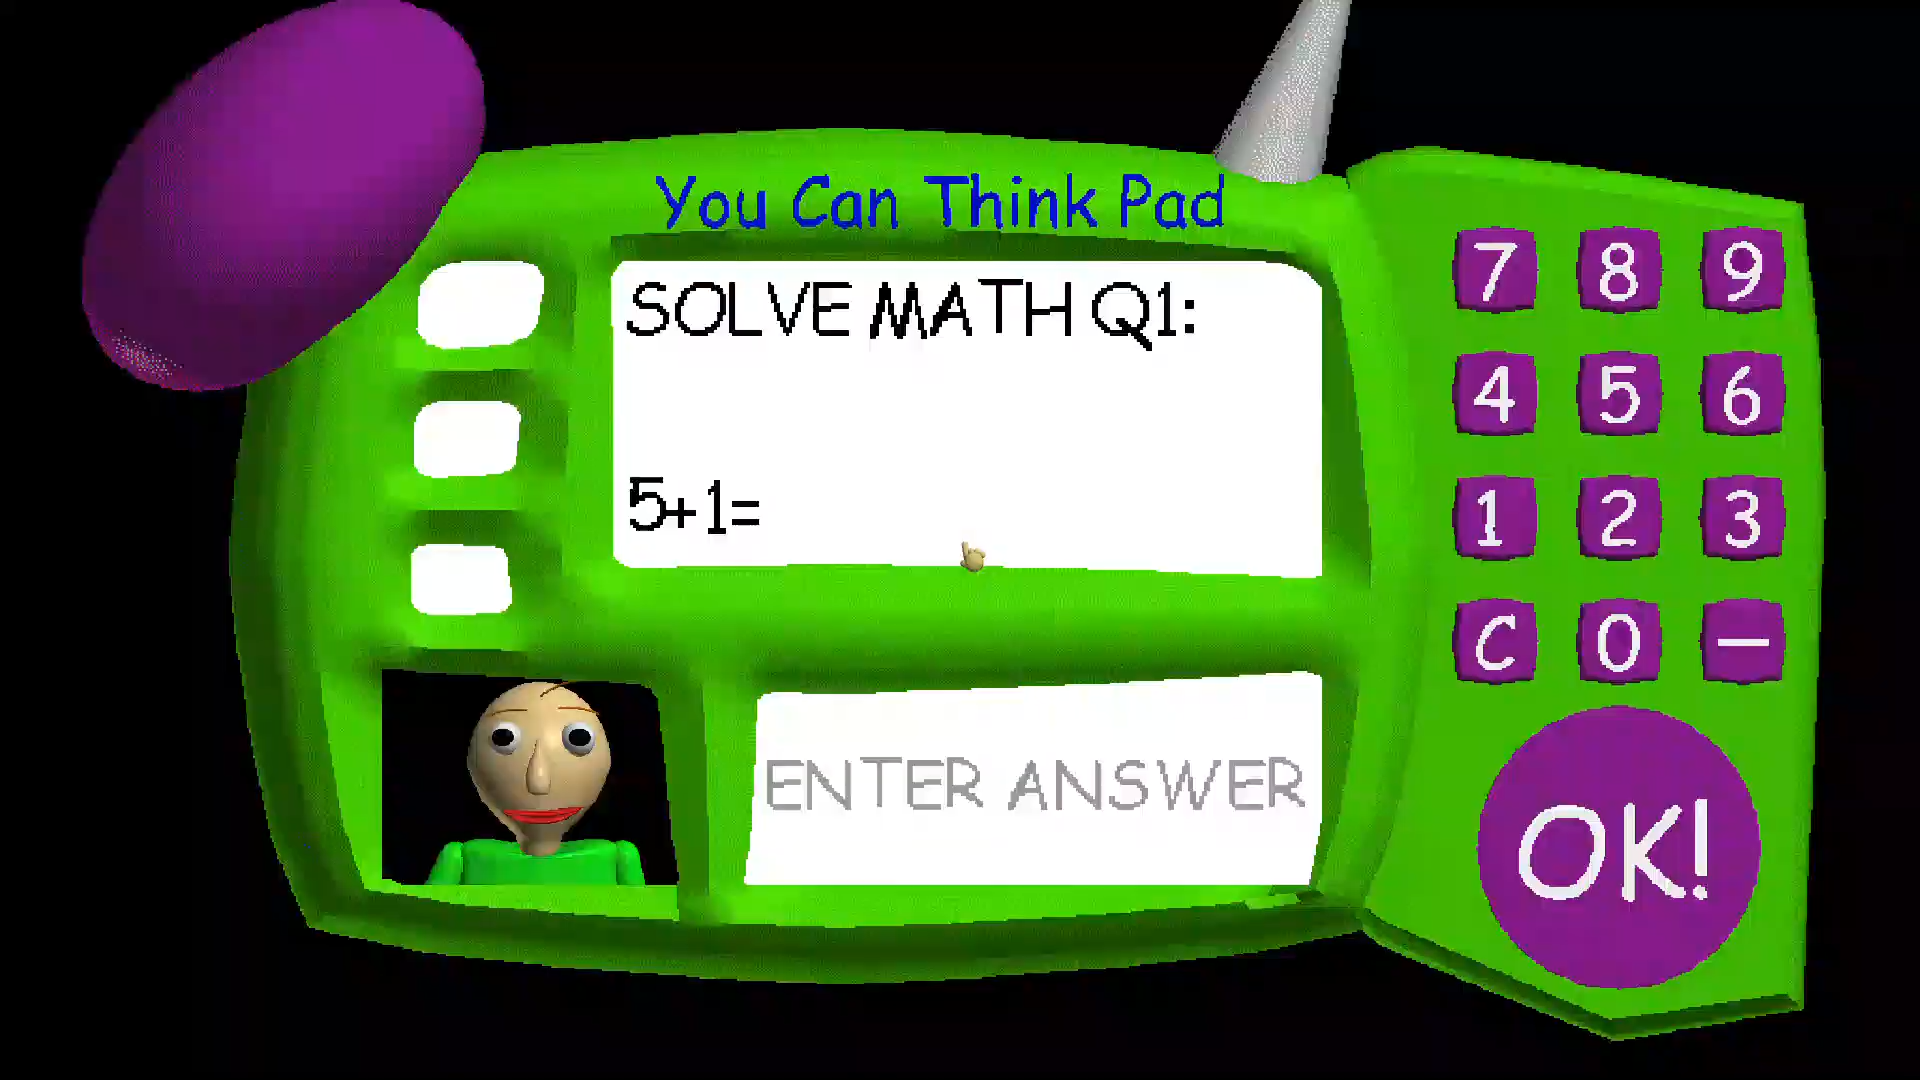 You Can Think Pad
SOLVE MATH Q1:
5+1=
ENTER ANSWER
7 8 9
4 5 6
1 2 3
C 0 —
OK!